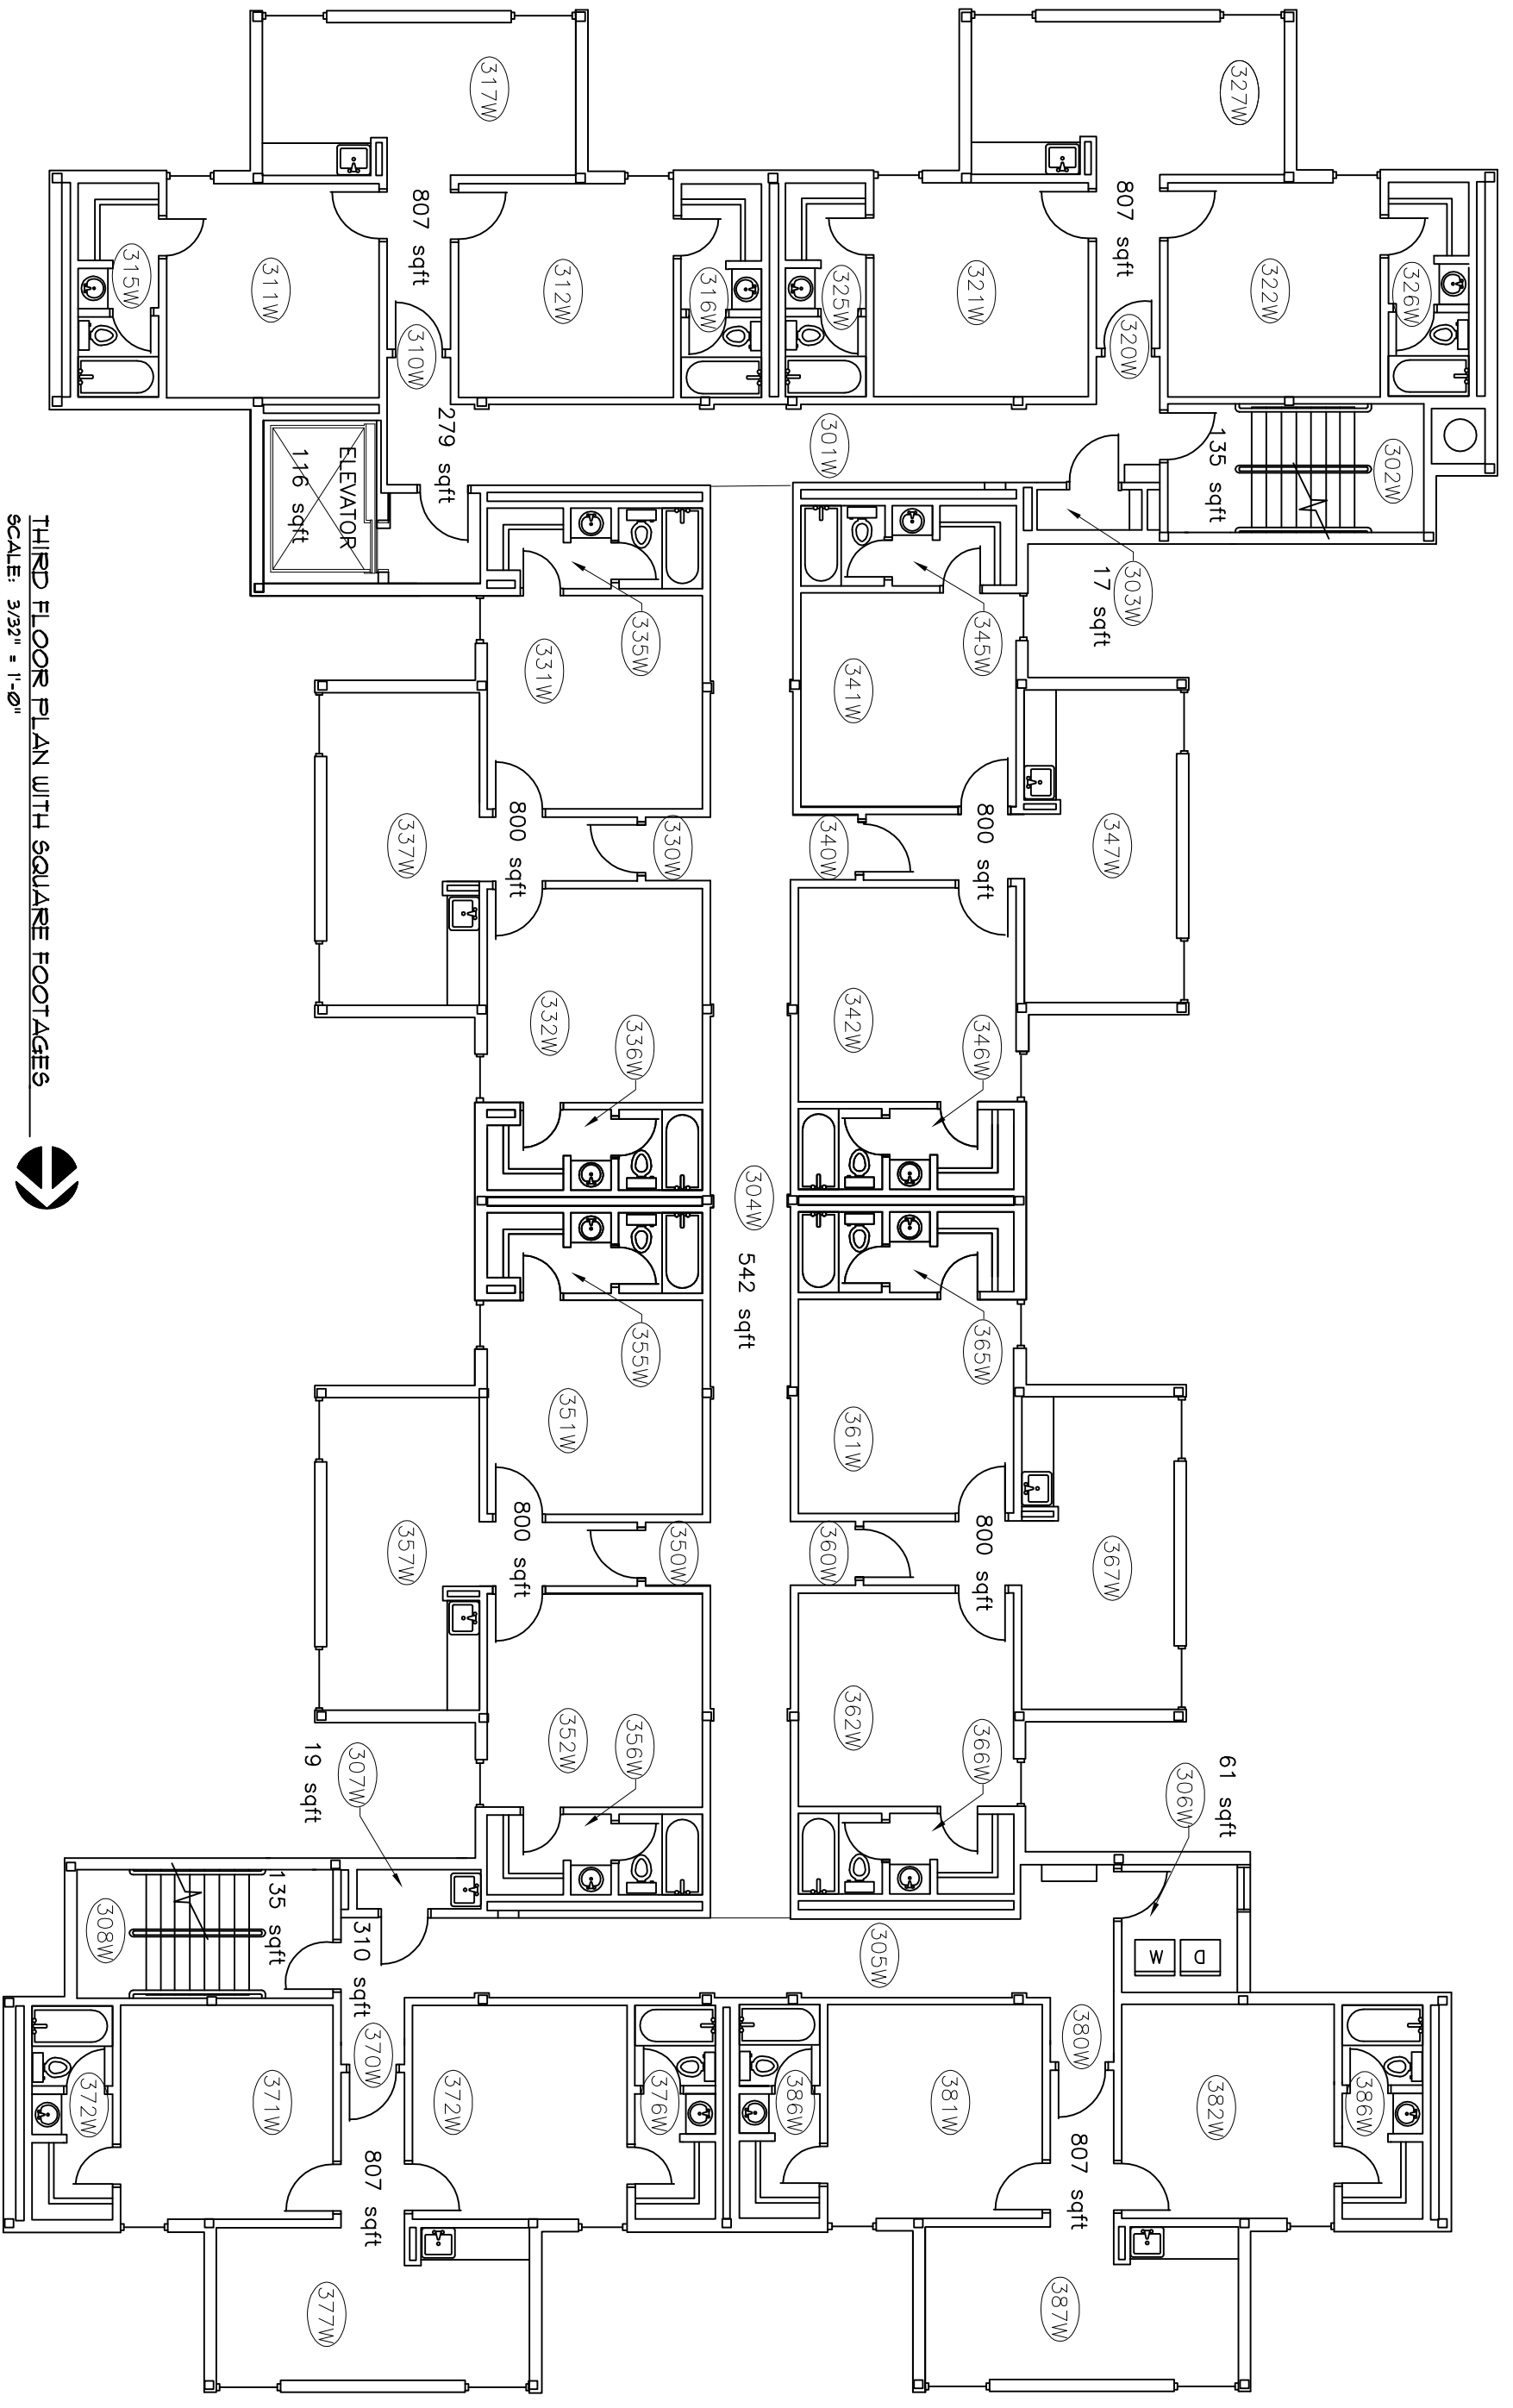 317W
327W
807 sqft
807 sqft
315W
311W
312W
316W
325W
321W
322W
326W
310W
320W
279 sqft
301W
135 sqft
302W
ELEVATOR
116 sqft
303W
17 sqft
335W
331W
345W
341W
337W
800 sqft
330W
340W
800 sqft
347W
332W
336W
342W
346W
304W
542 sqft
355W
351W
365W
361W
357W
800 sqft
350W
360W
800 sqft
367W
352W
356W
362W
366W
307W
19 sqft
61 sqft
306W
135 sqft
308W
310 sqft
305W
W
D
370W
380W
372W
371W
372W
376W
386W
381W
382W
386W
807 sqft
807 sqft
377W
387W
THIRD FLOOR PLAN WITH SQUARE FOOTAGES
SCALE: 3/32" = 1'-0"